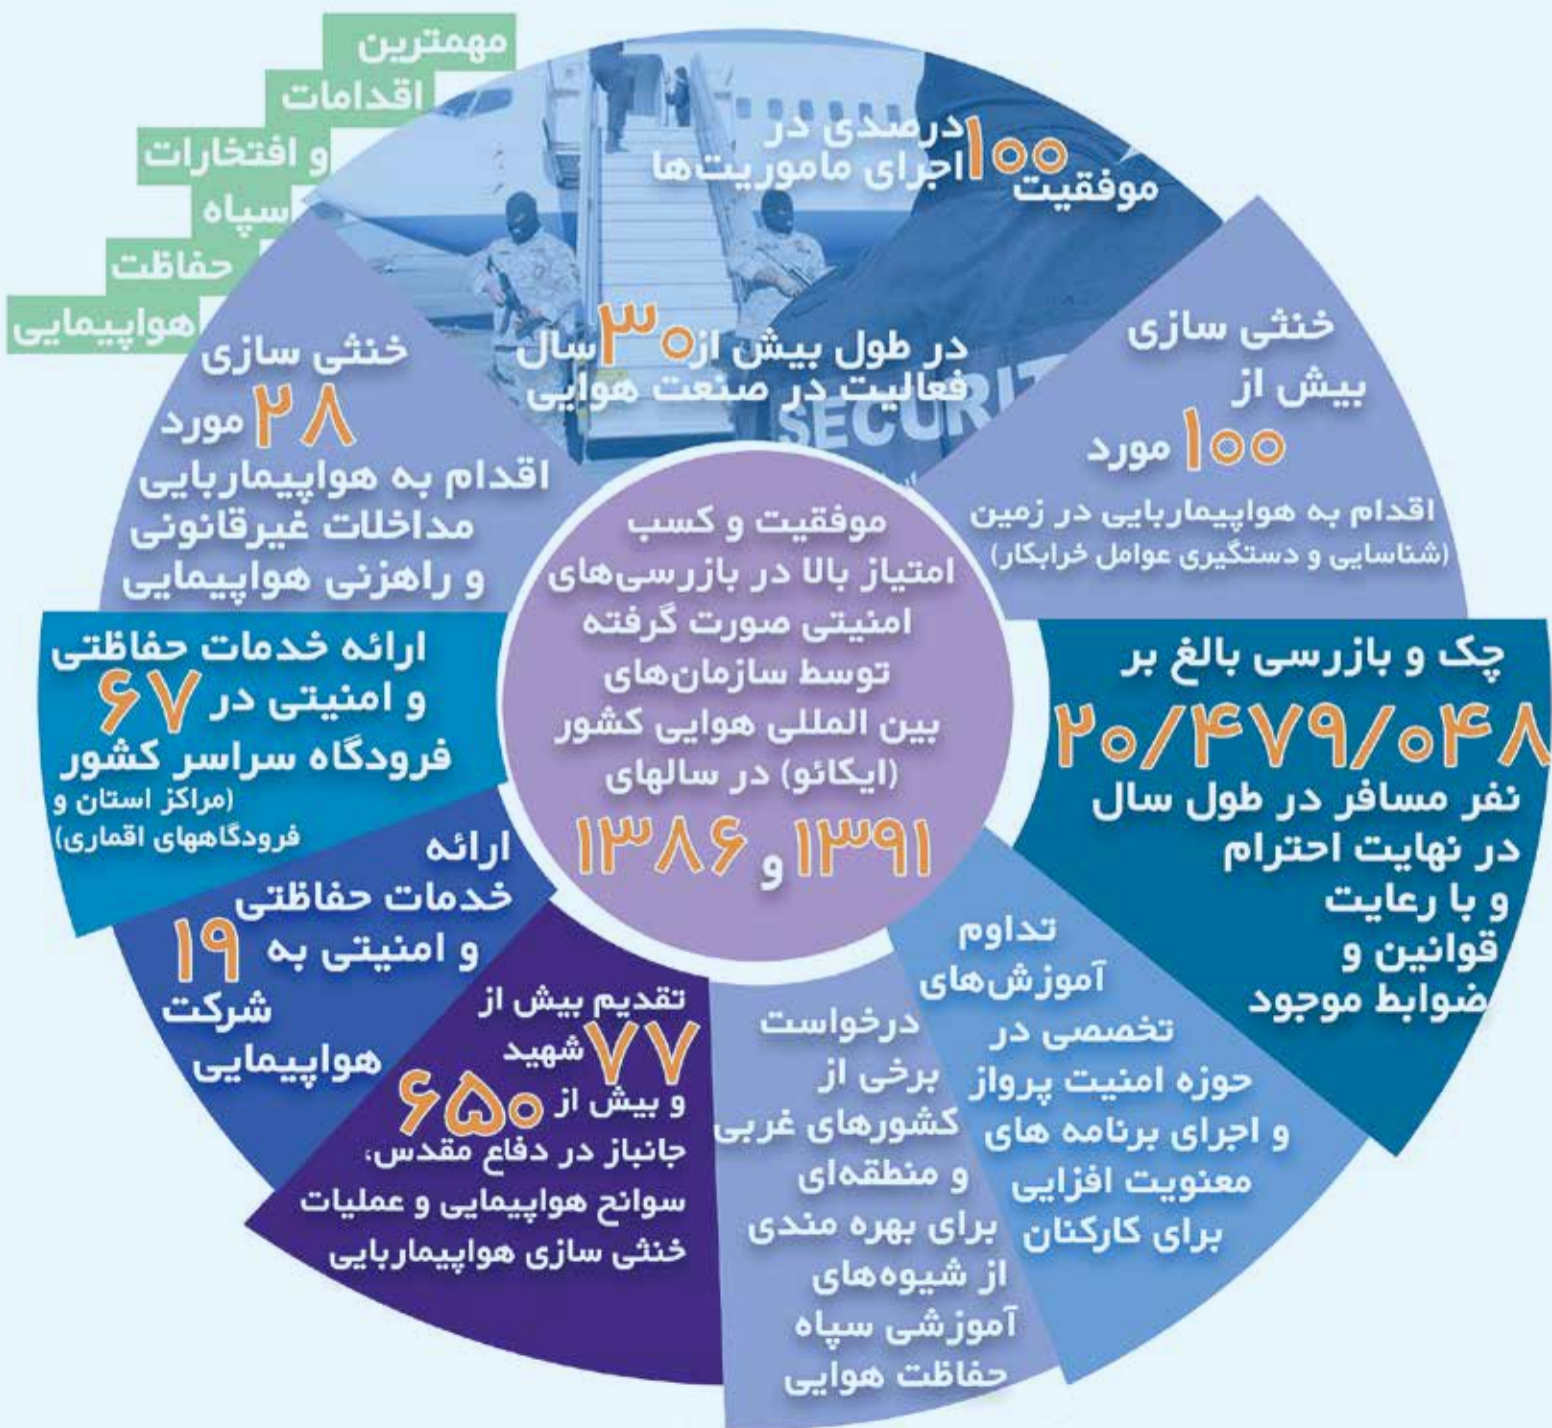 مهمترین
اقدامات
و افتخارات
سپاه
حفاظت
هواپیمایی
موفقیت ۱۰۰ درصدی در
اجرای ماموریت‌ها
در طول بیش از ۳۰ سال
فعالیت در صنعت هوایی
SECURIT
خنثی سازی
بیش از
۱۰۰ مورد
اقدام به هواپیماربایی در زمین
(شناسایی و دستگیری عوامل خرابکار)
چک و بازرسی بالغ بر
۲۰/۴۷۹/۰۴۸
نفر مسافر در طول سال
در نهایت احترام
و با رعایت
قوانین و
ضوابط موجود
تداوم
آموزش‌های
تخصصی در
حوزه امنیت پرواز
و اجرای برنامه های
معنویت افزایی
برای کارکنان
درخواست
برخی از
کشورهای غربی
و منطقه‌ای
برای بهره مندی
از شیوه‌های
آموزشی سپاه
حفاظت هوایی
تقدیم بیش از
۷۷ شهید
و بیش از ۶۵۰
جانباز در دفاع مقدس،
سوانح هواپیمایی و عملیات
خنثی سازی هواپیماربایی
ارائه
خدمات حفاظتی
و امنیتی به ۱۹
شرکت
هواپیمایی
ارائه خدمات حفاظتی
و امنیتی در ۶۷
فرودگاه سراسر کشور
(مراکز استان و
فرودگاههای اقماری)
خنثی سازی
۲۸ مورد
اقدام به هواپیماربایی
مداخلات غیرقانونی
و راهزنی هواپیمایی
موفقیت و کسب
امتیاز بالا در بازرسی‌های
امنیتی صورت گرفته
توسط سازمان‌های
بین المللی هوایی کشور
(ایکائو) در سالهای
۱۳۹۱ و ۱۳۸۶